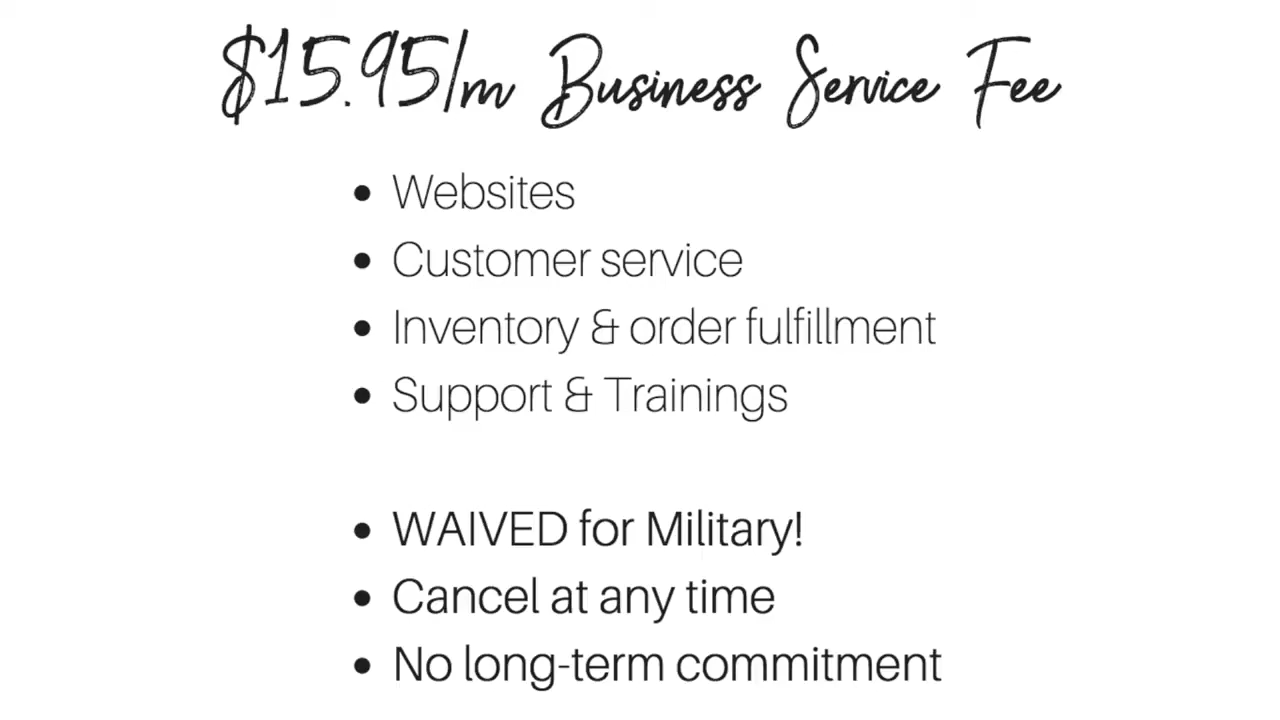 $15.95/m Business Service Fee
• Websites
• Customer service
• Inventory & order fulfillment
• Support & Trainings
• WAIVED for Military!
• Cancel at any time
• No long-term commitment